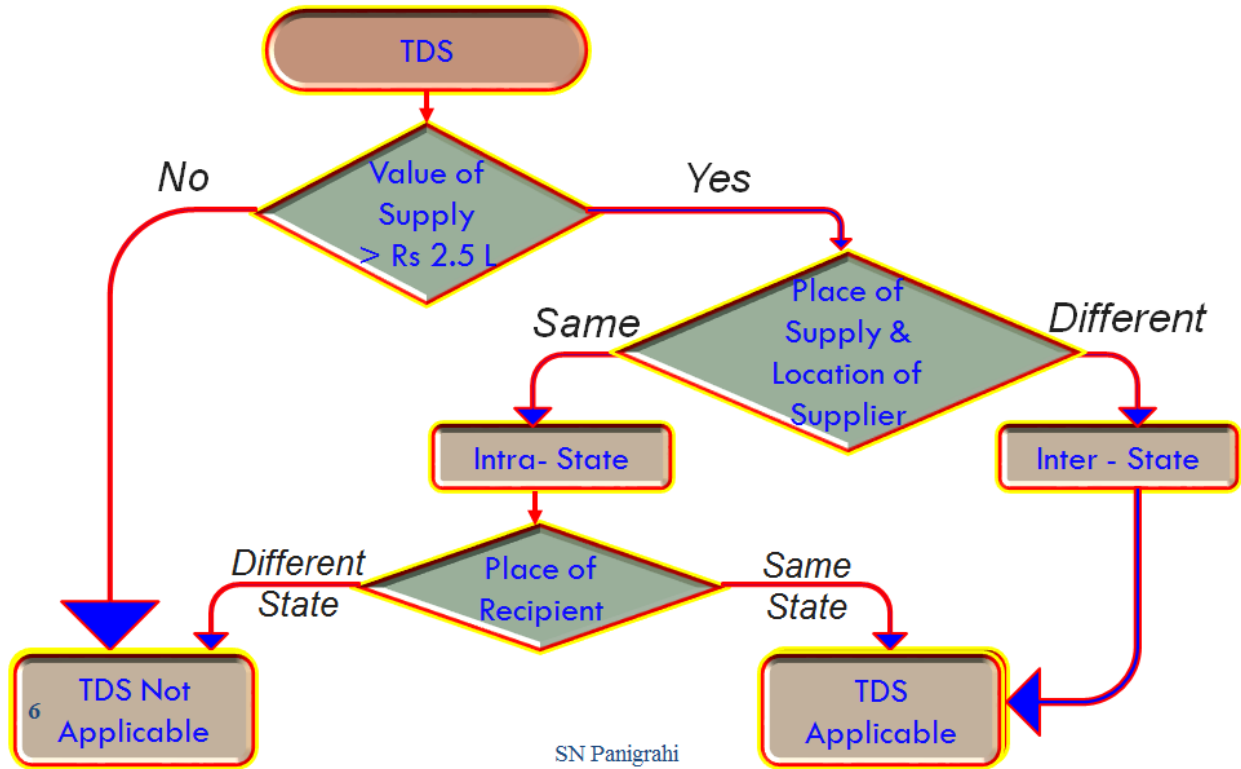 TDS
No
Value of
Supply
> Rs 2.5 L
Yes
Place of
Supply &
Location of
Supplier
Same
Different
Intra- State
Inter - State
Different
State
Place of
Recipient
Same
State
TDS Not
Applicable
6
TDS
Applicable
SN Panigrahi